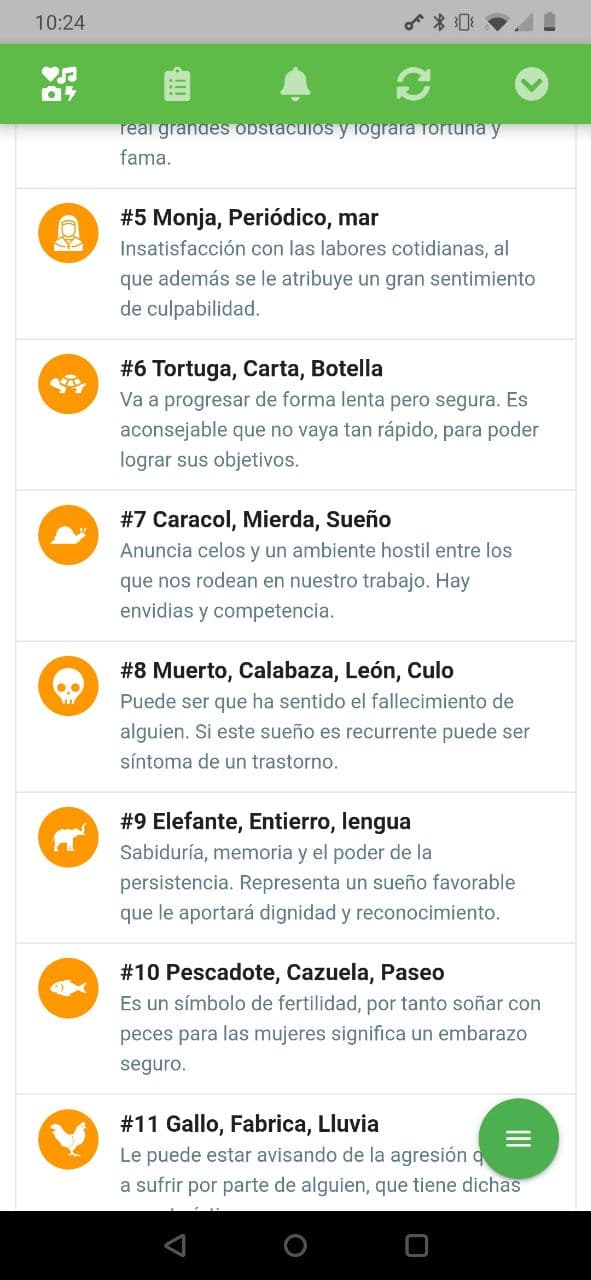 10:24
real grandes obstáculos y logrará fortuna y
fama.
#5 Monja, Periódico, mar
Insatisfacción con las labores cotidianas, al
que además se le atribuye un gran sentimiento
de culpabilidad.
#6 Tortuga, Carta, Botella
Va a progresar de forma lenta pero segura. Es
aconsejable que no vaya tan rápido, para poder
lograr sus objetivos.
#7 Caracol, Mierda, Sueño
Anuncia celos y un ambiente hostil entre los
que nos rodean en nuestro trabajo. Hay
envidias y competencia.
#8 Muerto, Calabaza, León, Culo
Puede ser que ha sentido el fallecimiento de
alguien. Si este sueño es recurrente puede ser
síntoma de un trastorno.
#9 Elefante, Entierro, lengua
Sabiduría, memoria y el poder de la
persistencia. Representa un sueño favorable
que le aportará dignidad y reconocimiento.
#10 Pescadote, Cazuela, Paseo
Es un símbolo de fertilidad, por tanto soñar con
peces para las mujeres significa un embarazo
seguro.
#11 Gallo, Fabrica, Lluvia
Le puede estar avisando de la agresión
a sufrir por parte de alguien, que tiene dichas